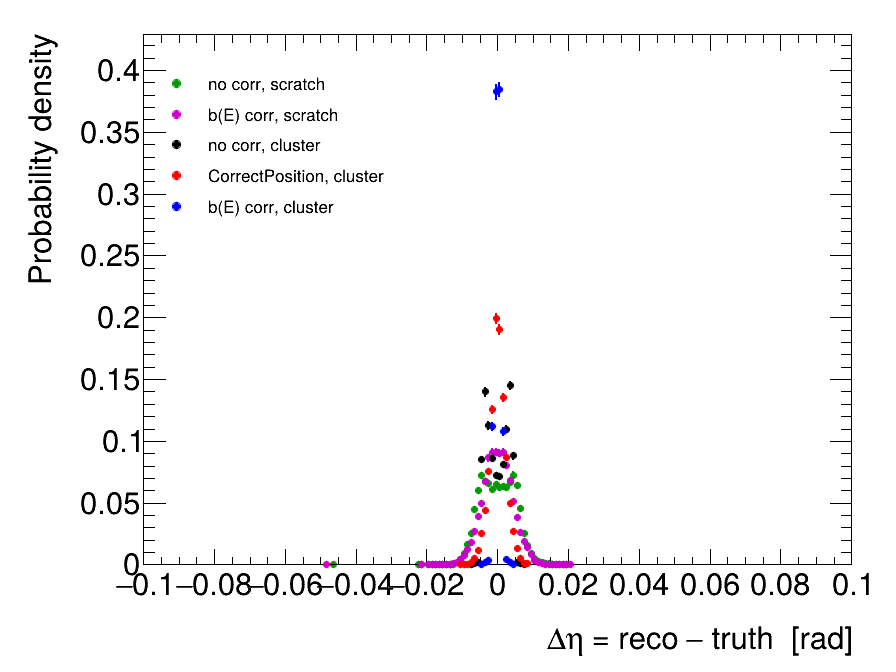 Probability density
0.4
0.35
0.3
0.25
0.2
0.15
0.1
0.05
0
no corr, scratch
b(E) corr, scratch
no corr, cluster
CorrectPosition, cluster
b(E) corr, cluster
−0.1 −0.08 −0.06 −0.04 −0.02 0 0.02 0.04 0.06 0.08 0.1
Δη = reco − truth [rad]